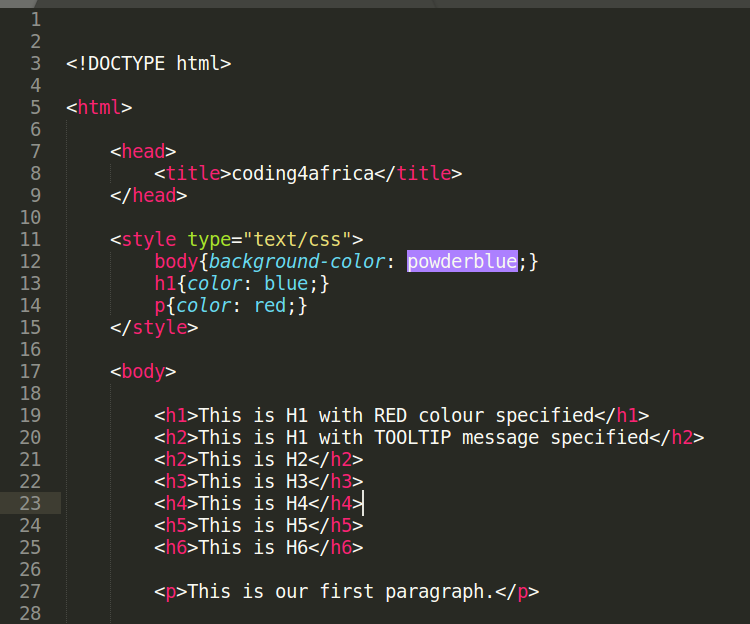 1
2
3 <!DOCTYPE html>
4
5 <html>
6
7 <head>
8 <title>coding4africa</title>
9 </head>
10
11 <style type="text/css">
12 body{background-color: powderblue;}
13 h1{color: blue;}
14 p{color: red;}
15 </style>
16
17 <body>
18
19 <h1>This is H1 with RED colour specified</h1>
20 <h2>This is H1 with TOOLTIP message specified</h2>
21 <h2>This is H2</h2>
22 <h3>This is H3</h3>
23 <h4>This is H4</h4>
24 <h5>This is H5</h5>
25 <h6>This is H6</h6>
26
27 <p>This is our first paragraph.</p>
28